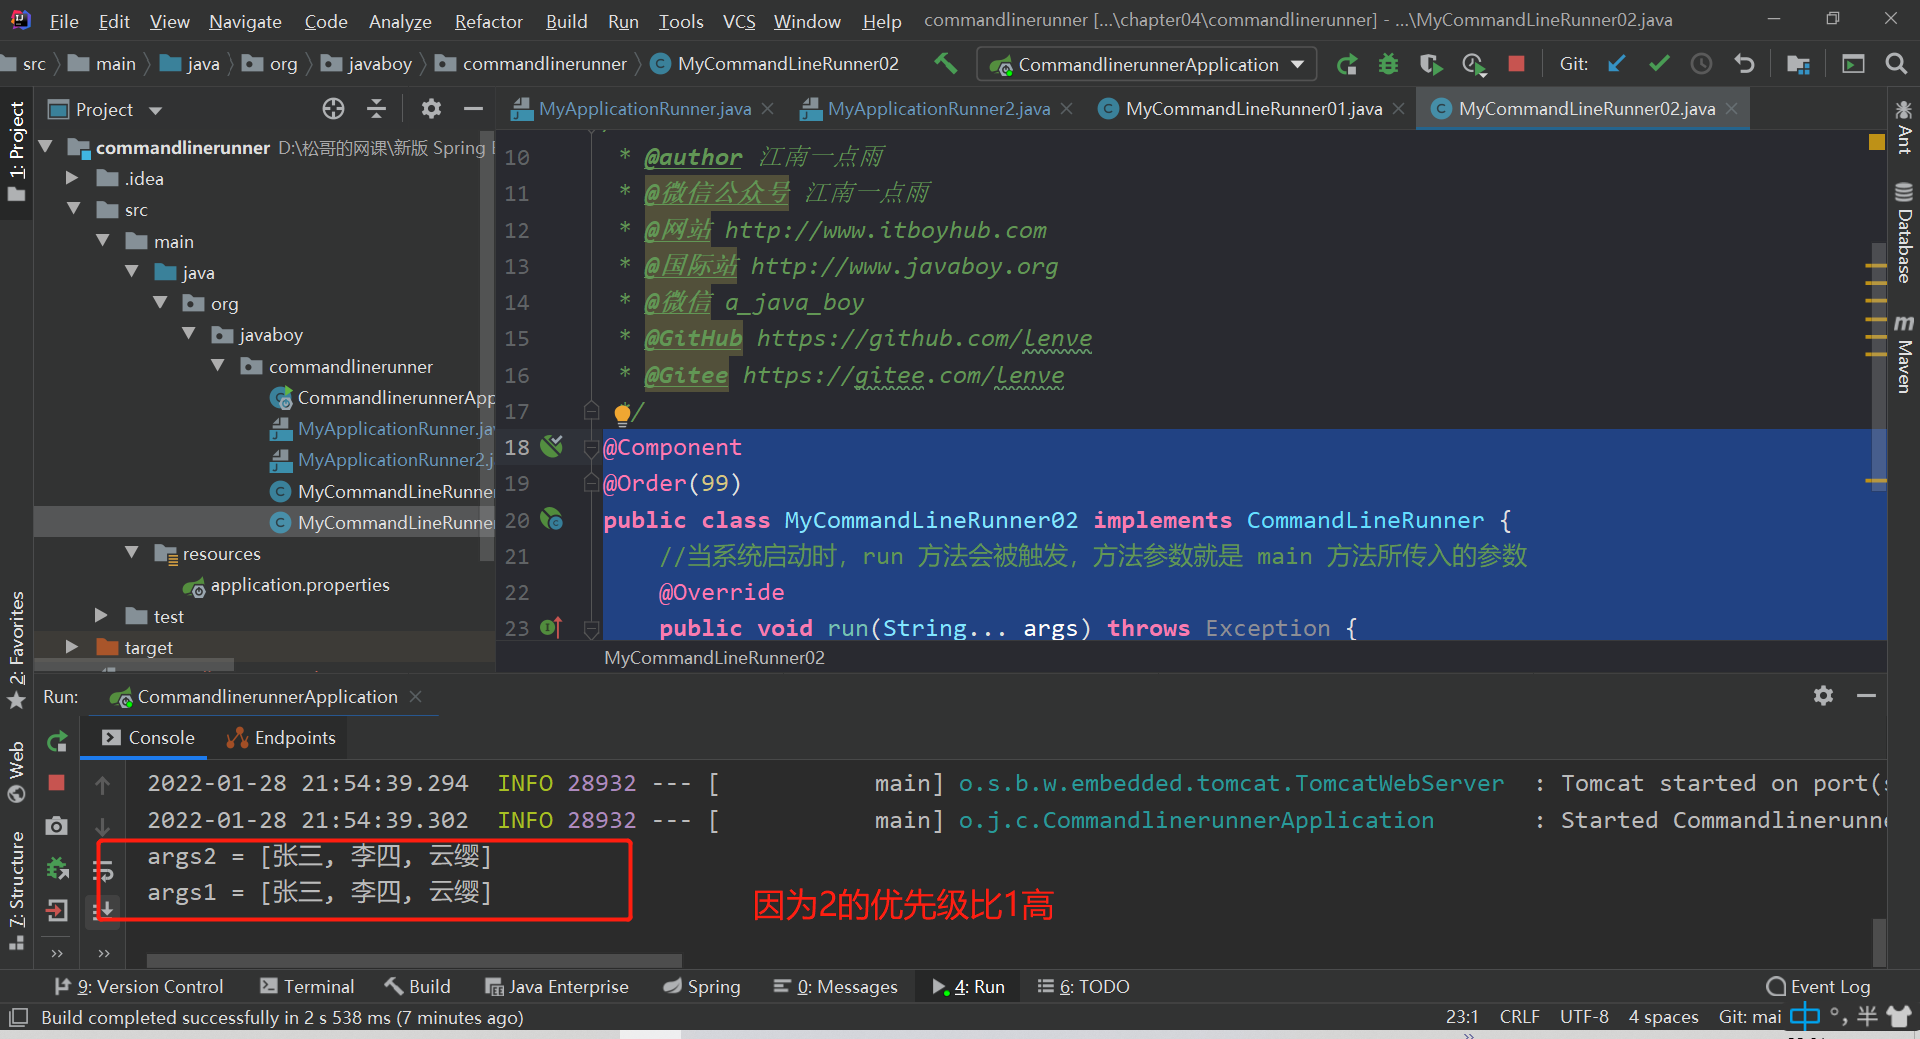 File Edit View Navigate Code Analyze Refactor Build Run Tools VCS Window Help commandlinerunner [...\chapter04\commandlinerunner] - ...\MyCommandLineRunner02.java
src main java org javaboy commandlinerunner MyCommandLineRunner02 CommandlinerunnerApplication Git:
Project
MyApplicationRunner.java MyApplicationRunner2.java MyCommandLineRunner01.java MyCommandLineRunner02.java
1: Project
2: Favorites
Web
7: Structure
commandlinerunner D:\松哥的网课\新版 Spring
.idea
src
main
java
org
javaboy
commandlinerunner
CommandlinerunnerApp
MyApplicationRunner.ja
MyApplicationRunner2.j
MyCommandLineRunne
MyCommandLineRunne
resources
application.properties
test
target
10 * @author 江南一点雨
11 * @微信公众号 江南一点雨
12 * @网站 http://www.itboyhub.com
13 * @国际站 http://www.javaboy.org
14 * @微信 a_java_boy
15 * @GitHub https://github.com/lenve
16 * @Gitee https://gitee.com/lenve
17 /
18 @Component
19 @Order(99)
20 public class MyCommandLineRunner02 implements CommandLineRunner {
21 //当系统启动时，run 方法会被触发，方法参数就是 main 方法所传入的参数
22 @Override
23 public void run(String... args) throws Exception {
MyCommandLineRunner02
Ant
Database
m Maven
Run: CommandlinerunnerApplication
Console Endpoints
2022-01-28 21:54:39.294 INFO 28932 --- [ main] o.s.b.w.embedded.tomcat.TomcatWebServer : Tomcat started on port(s
2022-01-28 21:54:39.302 INFO 28932 --- [ main] o.j.c.CommandlinerunnerApplication : Started Commandlinerunne
args2 = [张三, 李四, 云缨]
args1 = [张三, 李四, 云缨]
因为2的优先级比1高
9: Version Control Terminal Build Java Enterprise Spring 0: Messages 4: Run 6: TODO Event Log
Build completed successfully in 2 s 538 ms (7 minutes ago) 23:1 CRLF UTF-8 4 spaces Git: mai 中 °, 半